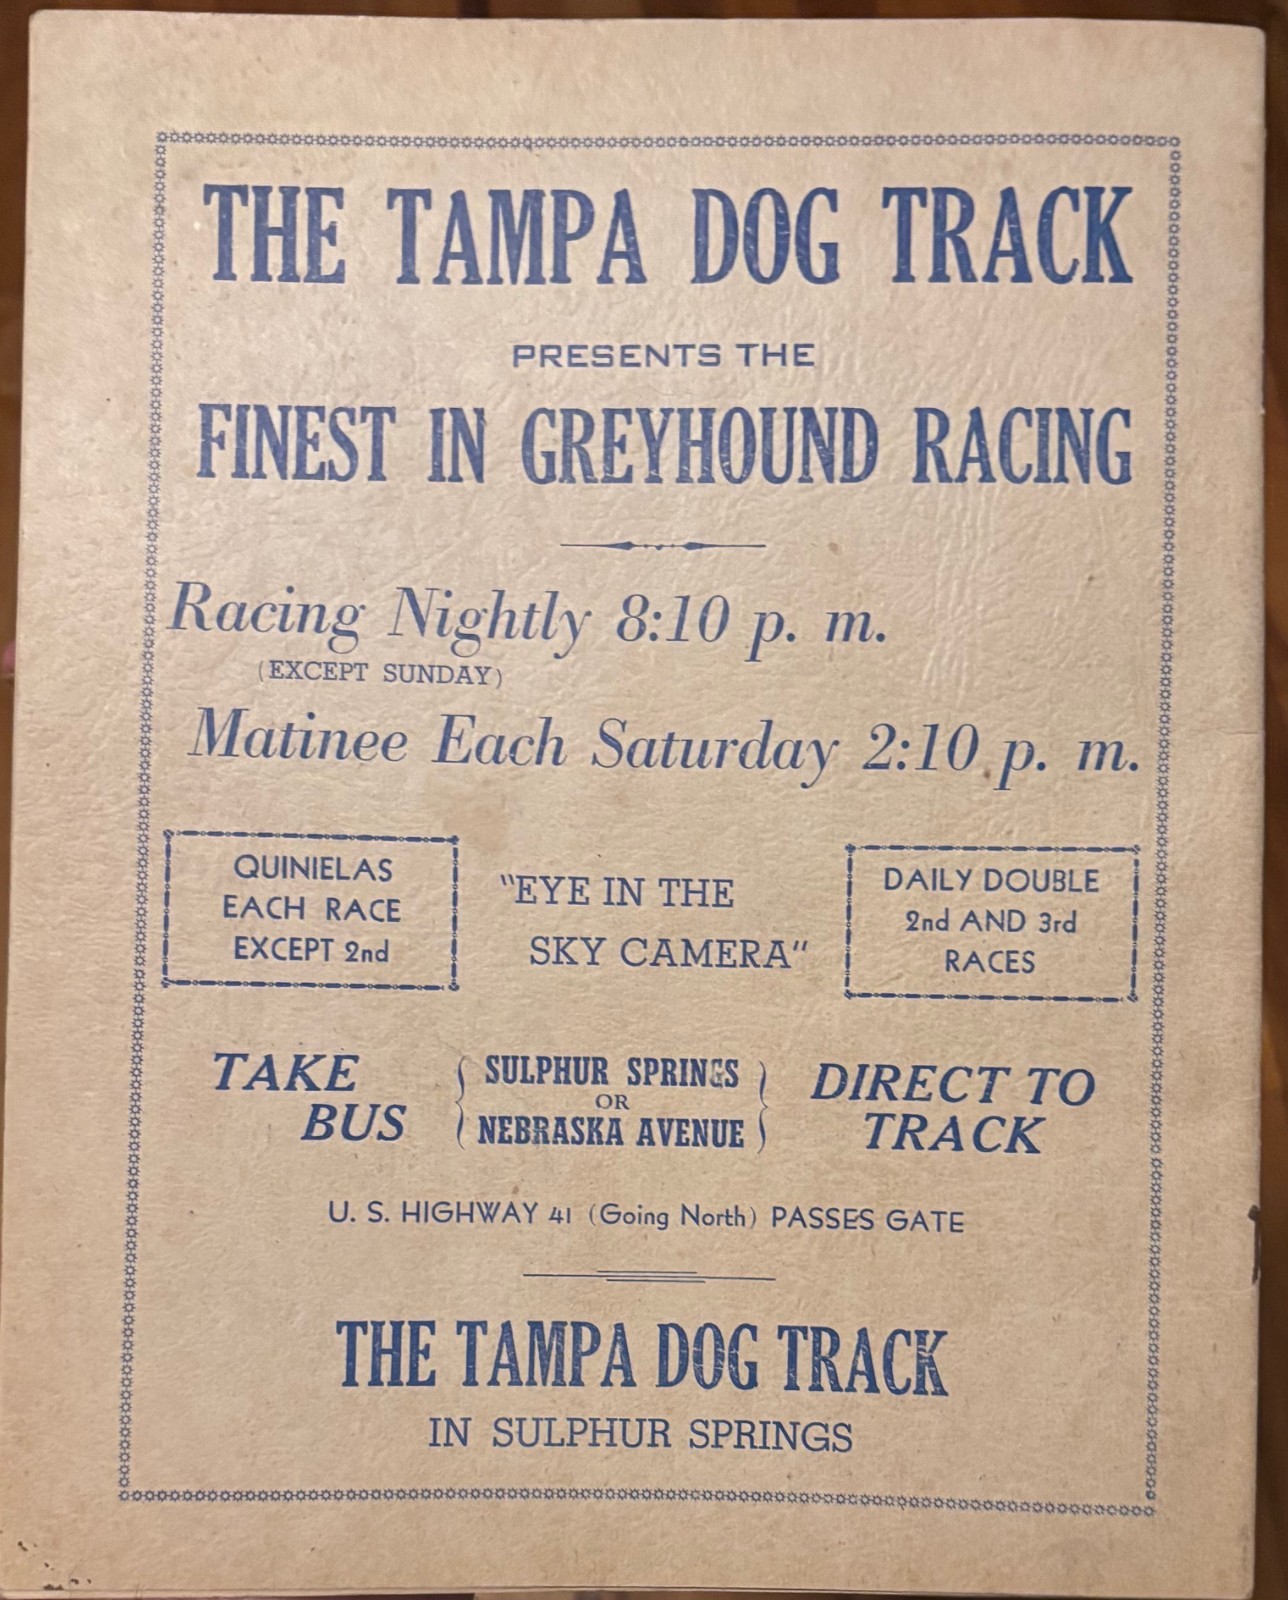 THE TAMPA DOG TRACK
PRESENTS THE
FINEST IN GREYHOUND RACING
Racing Nightly 8:10 p. m.
(EXCEPT SUNDAY)
Matinee Each Saturday 2:10 p. m.
QUINIELAS
EACH RACE
EXCEPT 2nd
"EYE IN THE
SKY CAMERA"
DAILY DOUBLE
2nd AND 3rd
RACES
TAKE
BUS
SULPHUR SPRINGS
OR
NEBRASKA AVENUE
DIRECT TO
TRACK
U. S. HIGHWAY 41 (Going North) PASSES GATE
THE TAMPA DOG TRACK
IN SULPHUR SPRINGS